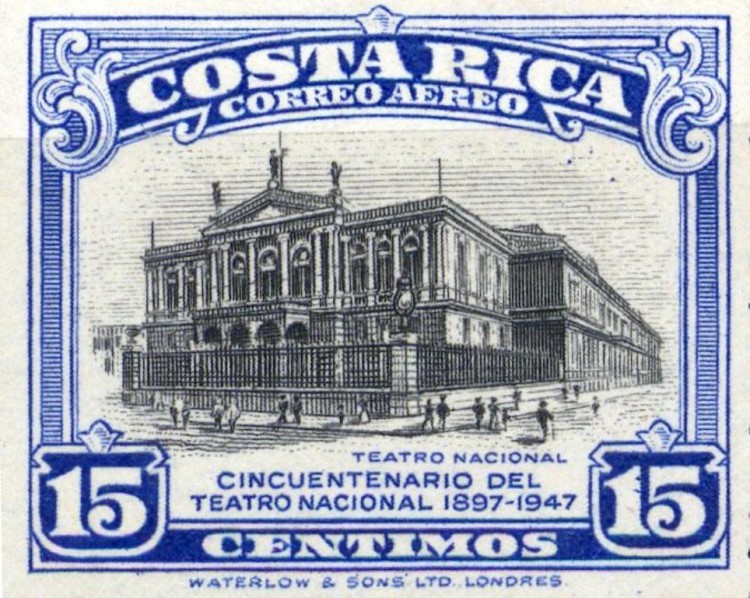 COSTA RICA
CORREO AEREO
TEATRO NACIONAL
CINCUENTENARIO DEL
TEATRO NACIONAL 1897-1947
15 15
CENTIMOS
WATERLOW & SONS LTD. LONDRES.